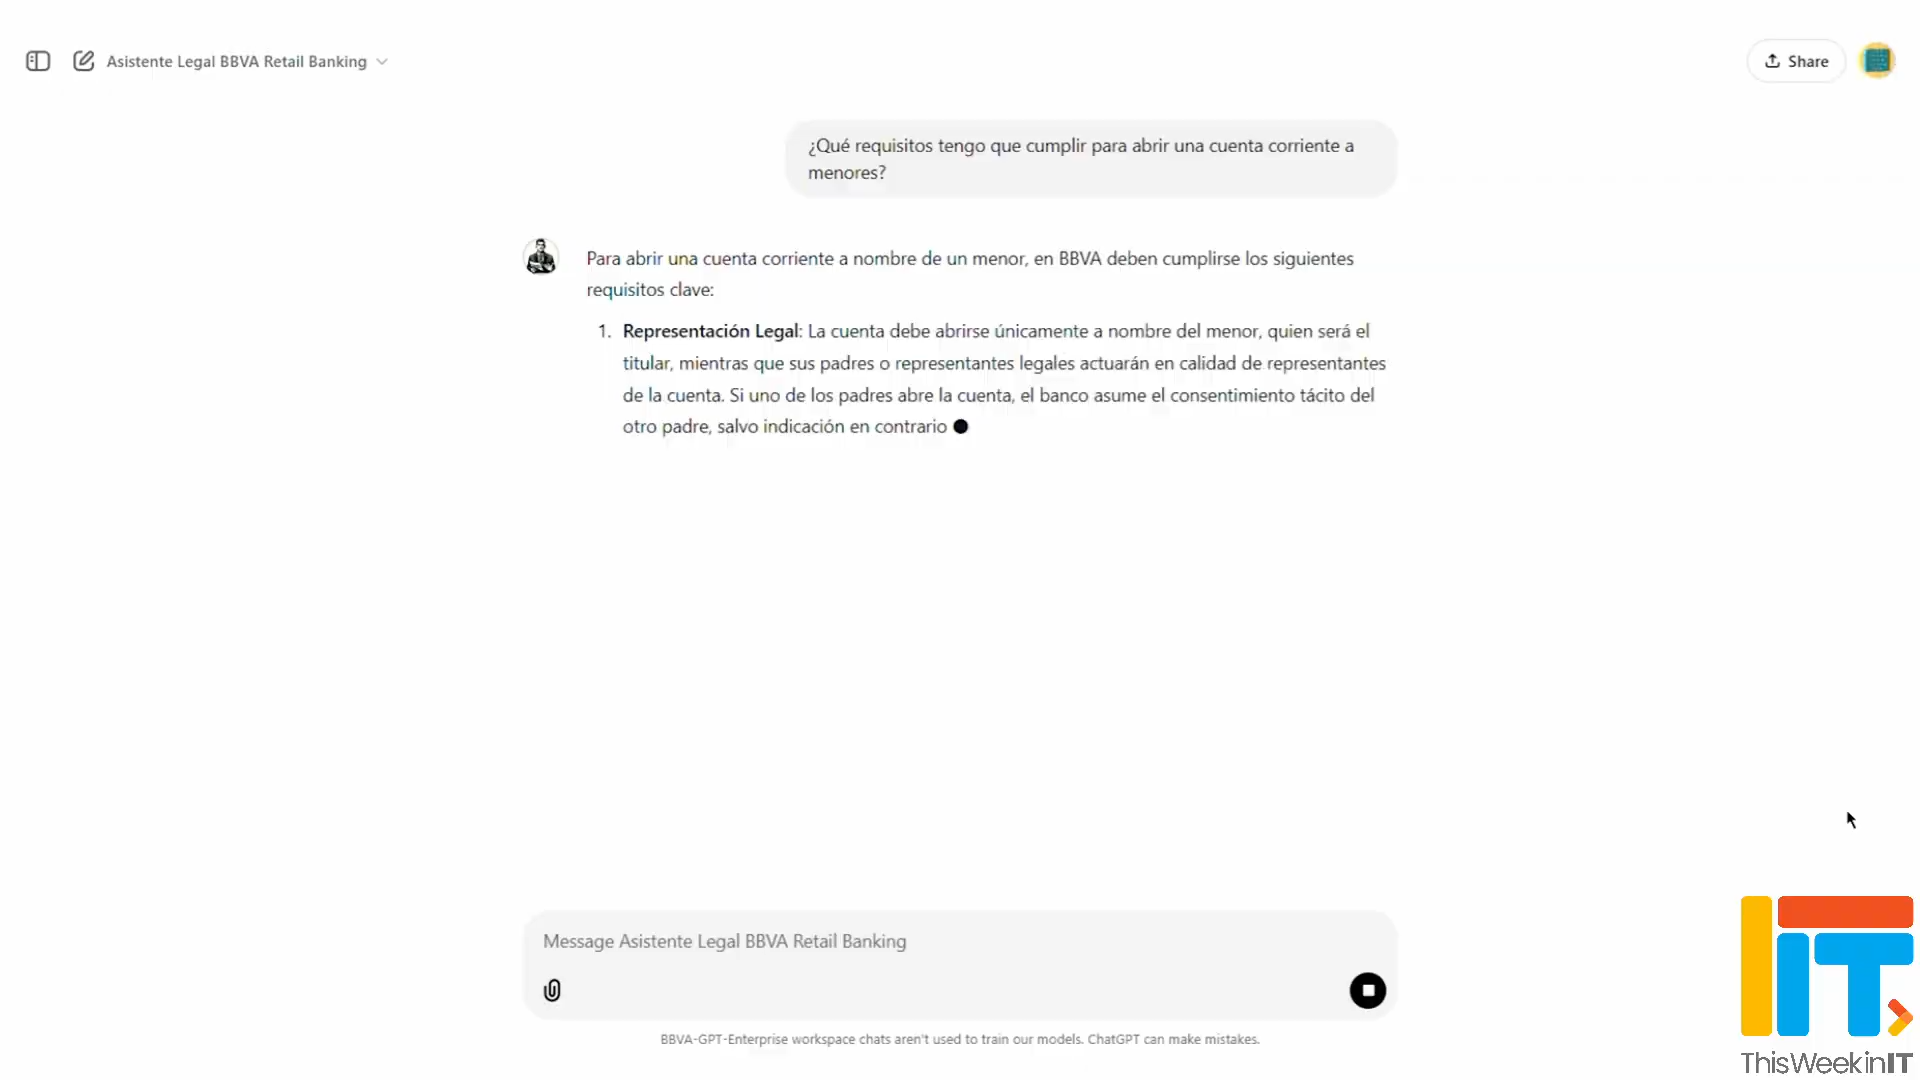 Asistente Legal BBVA Retail Banking
Share
¿Qué requisitos tengo que cumplir para abrir una cuenta corriente a
menores?
Para abrir una cuenta corriente a nombre de un menor, en BBVA deben cumplirse los siguientes
requisitos clave:
1. Representación Legal: La cuenta debe abrirse únicamente a nombre del menor, quien será el
titular, mientras que sus padres o representantes legales actuarán en calidad de representantes
de la cuenta. Si uno de los padres abre la cuenta, el banco asume el consentimiento tácito del
otro padre, salvo indicación en contrario
Message Asistente Legal BBVA Retail Banking
BBVA-GPT-Enterprise workspace chats aren't used to train our models. ChatGPT can make mistakes.
IT
ThisWeekinIT